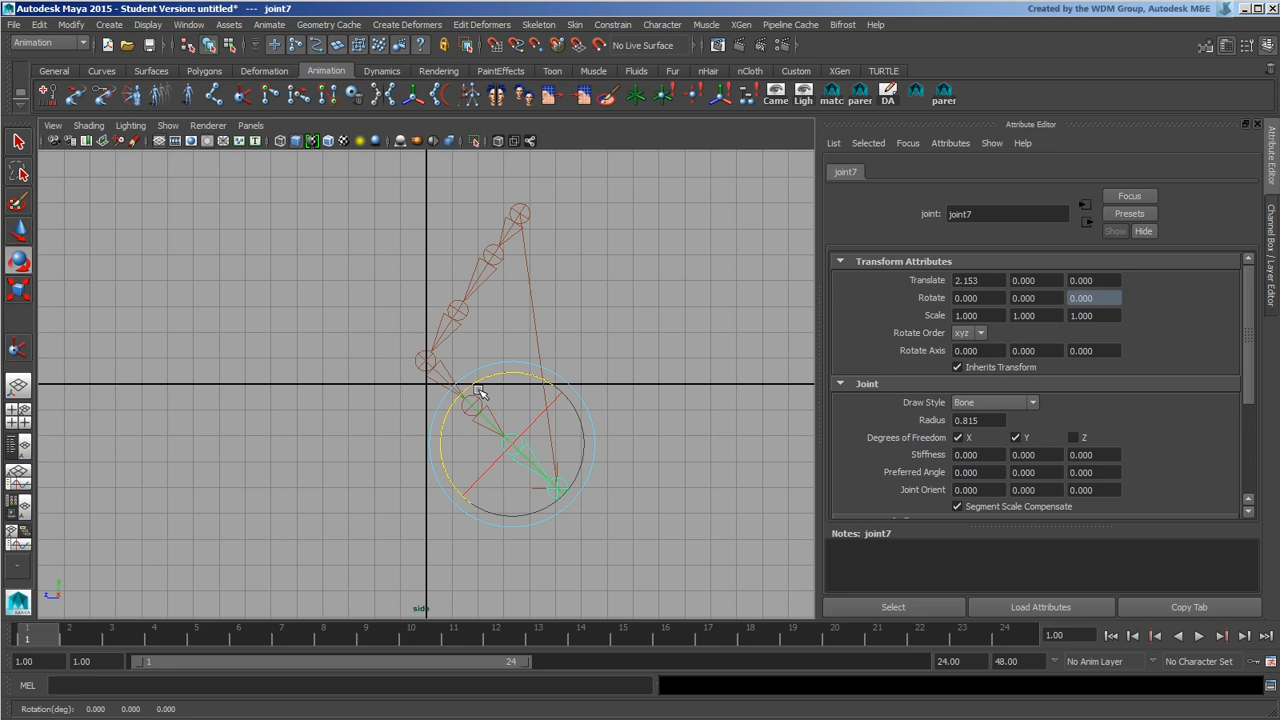 Autodesk Maya 2015 - Student Version: untitled* --- joint7
Created by the WDM Group, Autodesk M&E
File Edit Modify Create Display Window Assets Animate Geometry Cache Create Deformers Edit Deformers Skeleton Skin Constrain Character Muscle XGen Pipeline Cache Bifrost Help
Animation No Live Surface
General Curves Surfaces Polygons Deformation Animation Dynamics Rendering PaintEffects Toon Muscle Fluids Fur nHair nCloth Custom XGen TURTLE
Came Ligh matc parer DA parer
View Shading Lighting Show Renderer Panels
Attribute Editor
List Selected Focus Attributes Show Help
joint7
Focus
joint: joint7
Presets
Show Hide
Transform Attributes
Translate 2.153 0.000 0.000
Rotate 0.000 0.000 0.000
Scale 1.000 1.000 1.000
Rotate Order xyz
Rotate Axis 0.000 0.000 0.000
Inherits Transform
Joint
Draw Style Bone
Radius 0.815
Degrees of Freedom X Y Z
Stiffness 0.000 0.000 0.000
Preferred Angle 0.000 0.000 0.000
Joint Orient 0.000 0.000 0.000
Segment Scale Compensate
Notes: joint7
Select Load Attributes Copy Tab
Attribute Editor
Channel Box / Layer Editor
y
z x
side
1 2 3 4 5 6 7 8 9 10 11 12 13 14 15 16 17 18 19 20 21 22 23 24
1 1.00
1.00 1.00 1 24 24.00 48.00 No Anim Layer No Character Set
MEL
Rotation(deg): 0.000 0.000 0.000